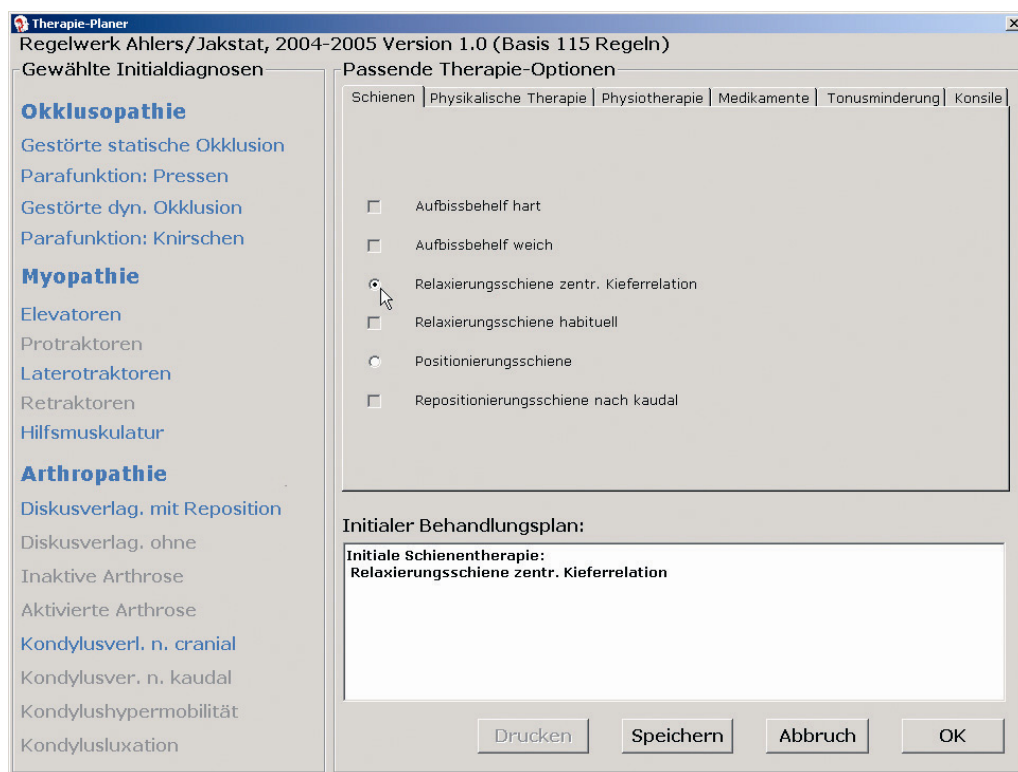 Therapie-Planer
Regelwerk Ahlers/Jakstat, 2004-2005 Version 1.0 (Basis 115 Regeln)
Gewählte Initialdiagnosen
Okklusopathie
Gestörte statische Okklusion
Parafunktion: Pressen
Gestörte dyn. Okklusion
Parafunktion: Knirschen
Myopathie
Elevatoren
Protraktoren
Laterotraktoren
Retraktoren
Hilfsmuskulatur
Arthropathie
Diskusverlag. mit Reposition
Diskusverlag. ohne
Inaktive Arthrose
Aktivierte Arthrose
Kondylusverl. n. cranial
Kondylusver. n. kaudal
Kondylushypermobilität
Kondylusluxation
Passende Therapie-Optionen
Schienen Physikalische Therapie Physiotherapie Medikamente Tonusminderung Konsile
Aufbissbehelf hart
Aufbissbehelf weich
Relaxierungsschiene zentr. Kieferrelation
Relaxierungsschiene habituell
Positionierungsschiene
Repositionierungsschiene nach kaudal
Initialer Behandlungsplan:
Initiale Schienentherapie:
Relaxierungsschiene zentr. Kieferrelation
Drucken Speichern Abbruch OK